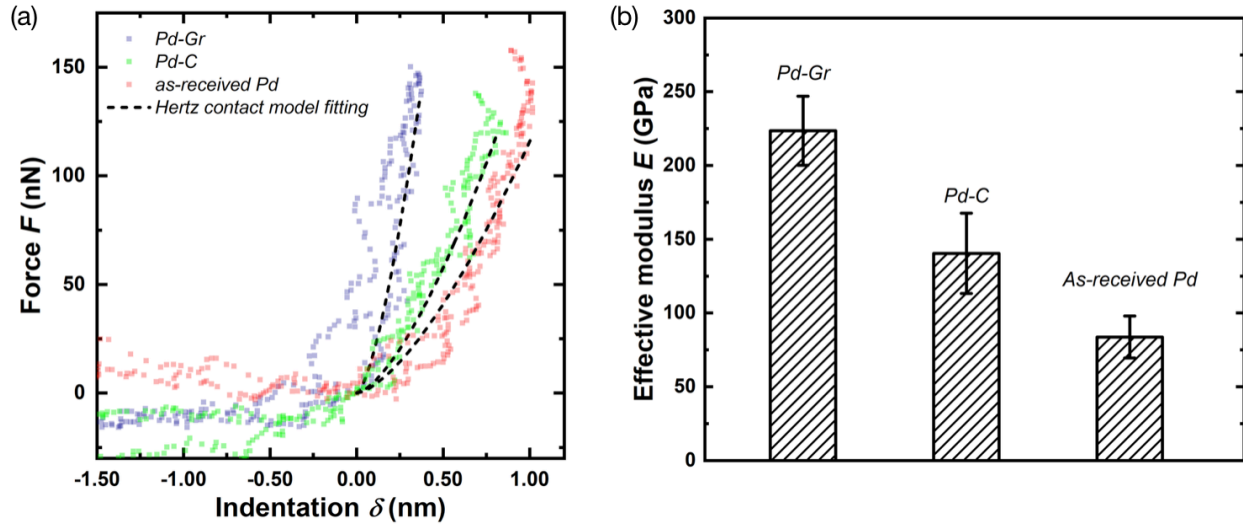 (a)
Pd-Gr
Pd-C
as-received Pd
Hertz contact model fitting
150
100
50
0
Force F (nN)
-1.50 -1.00 -0.50 0.00 0.50 1.00
Indentation δ (nm)
(b)
300
250
200
150
100
50
0
Effective modulus E (GPa)
Pd-Gr
Pd-C
As-received Pd